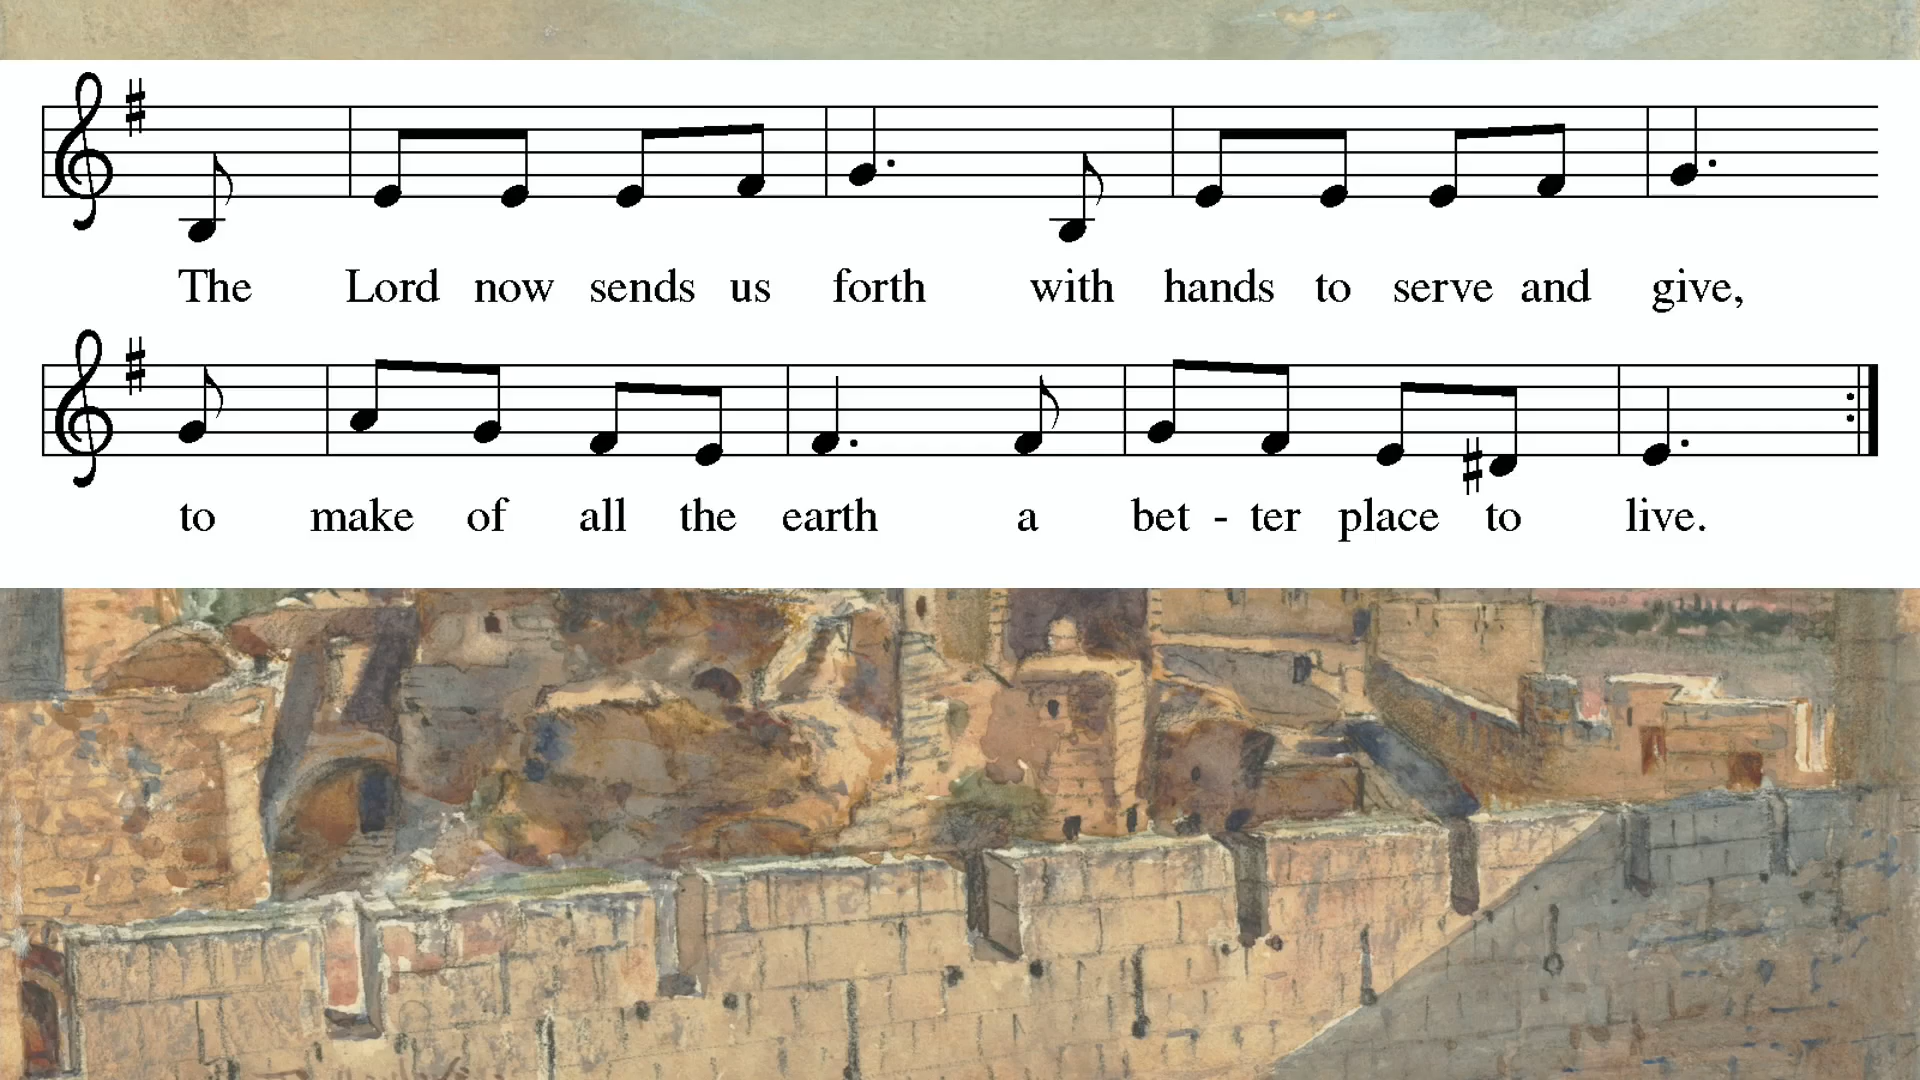 The Lord now sends us forth with hands to serve and give,
to make of all the earth a bet - ter place to live.